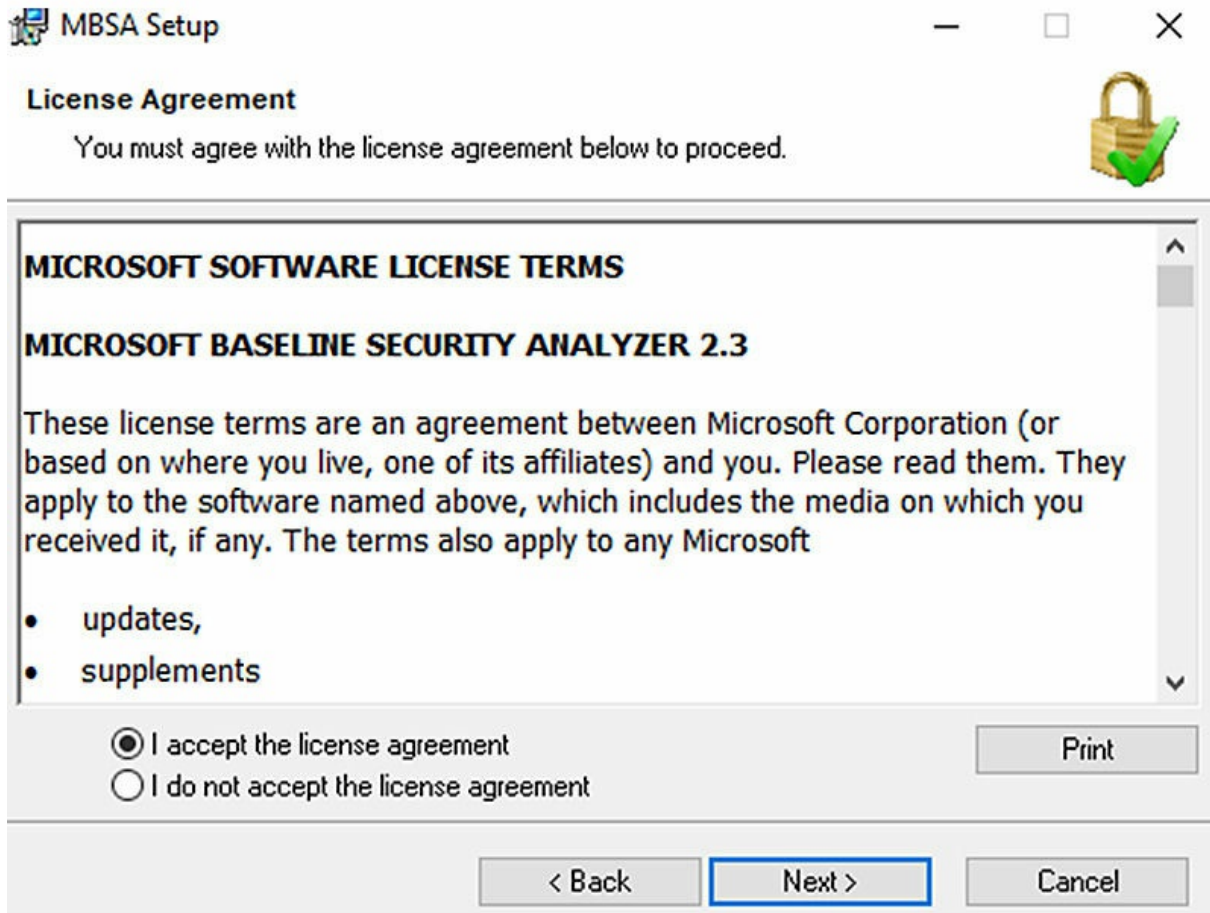 MBSA Setup
License Agreement
You must agree with the license agreement below to proceed.
MICROSOFT SOFTWARE LICENSE TERMS
MICROSOFT BASELINE SECURITY ANALYZER 2.3
These license terms are an agreement between Microsoft Corporation (or
based on where you live, one of its affiliates) and you. Please read them. They
apply to the software named above, which includes the media on which you
received it, if any. The terms also apply to any Microsoft
• updates,
• supplements
I accept the license agreement
Print
I do not accept the license agreement
< Back Next > Cancel